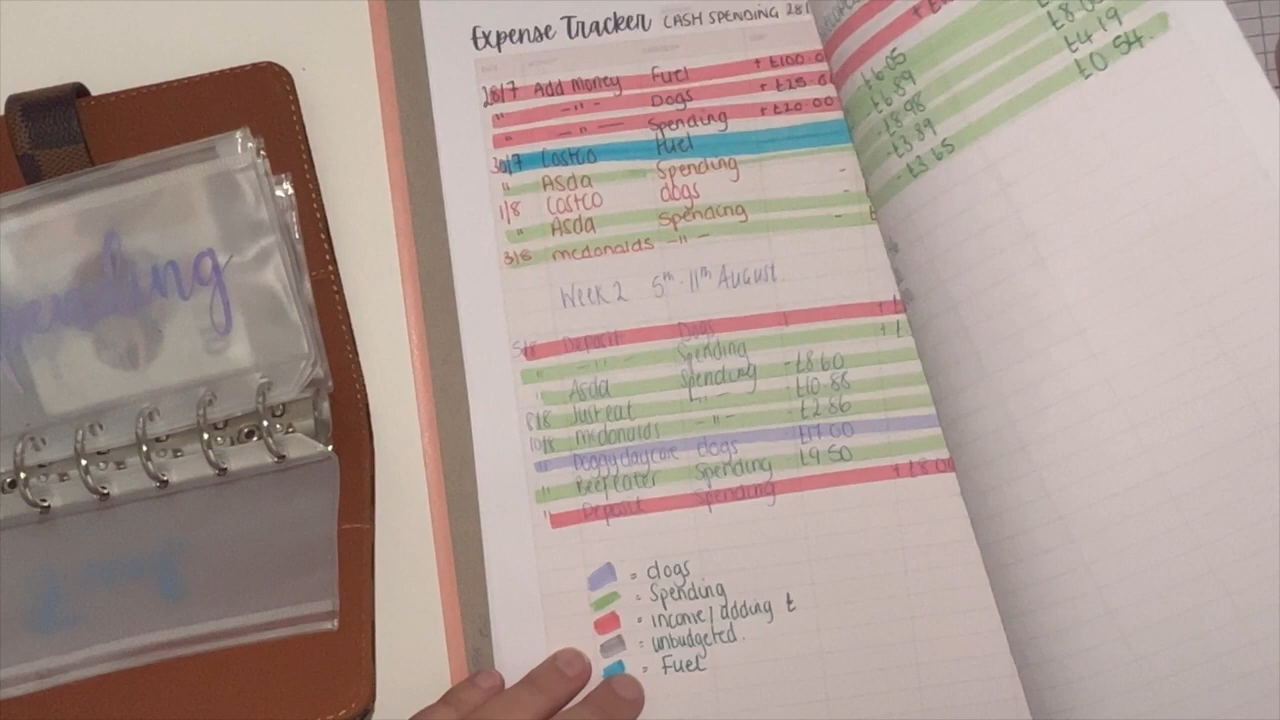 Expense Tracker CASH SPENDING 281
28/7 Add Money Fuel + £100.0
" -"- Dogs + £25.0
" -"- Spending + £20.00
30/7 Costco Fuel
" Asda Spending -
1/8 Costco dogs -
" Asda Spending -
3/8 mcdonalds -"-
Week 2 5th - 11th August
5/8 Deposit Dogs +
" -"- Spending +
" Asda Spending - £8.60
8/8 Just eat -"- - £10.88
10/8 mcdonalds -"- - £2.86
" Doggy daycare dogs - £17.00
" Beefeater Spending £9.50
" Deposit Spending + £8.00
= dogs
= Spending
= income/adding £
= unbudgeted.
= Fuel
- £6.05
- £6.89
- £8.98
- £3.89
- £3.65
£4.19
£0.54.
Spending